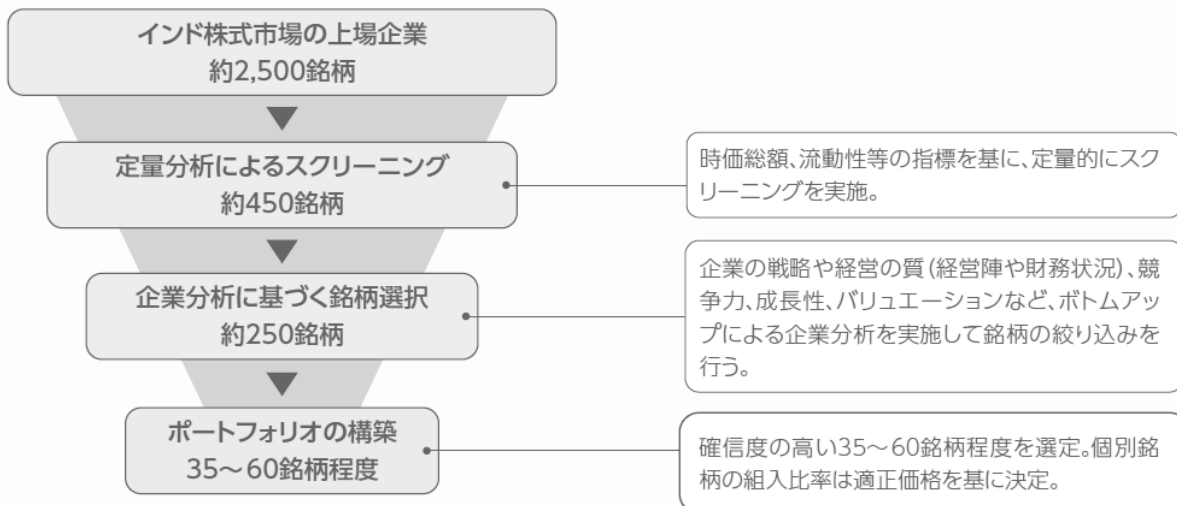 インド株式市場の上場企業
約2,500銘柄
定量分析によるスクリーニング
約450銘柄
時価総額、流動性等の指標を基に、定量的にスク
リーニングを実施。
企業分析に基づく銘柄選択
約250銘柄
企業の戦略や経営の質(経営陣や財務状況)、競
争力、成長性、バリュエーションなど、ボトムアッ
プによる企業分析を実施して銘柄の絞り込みを
行う。
ポートフォリオの構築
35～60銘柄程度
確信度の高い35～60銘柄程度を選定。個別銘
柄の組入比率は適正価格を基に決定。